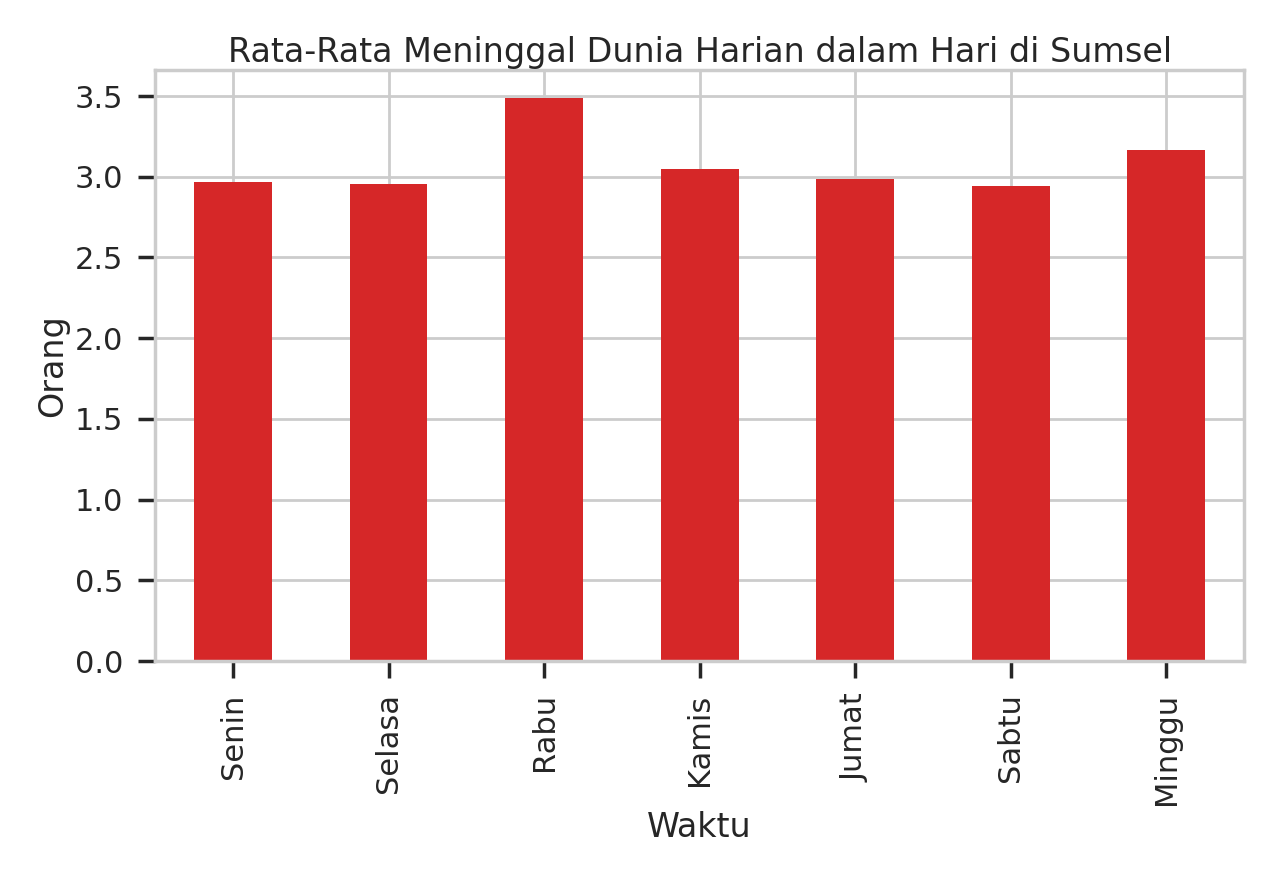 Rata-Rata Meninggal Dunia Harian dalam Hari di Sumsel
3.5
3.0
2.5
2.0
1.5
1.0
0.5
0.0
Orang
Senin
Selasa
Rabu
Kamis
Jumat
Sabtu
Minggu
Waktu